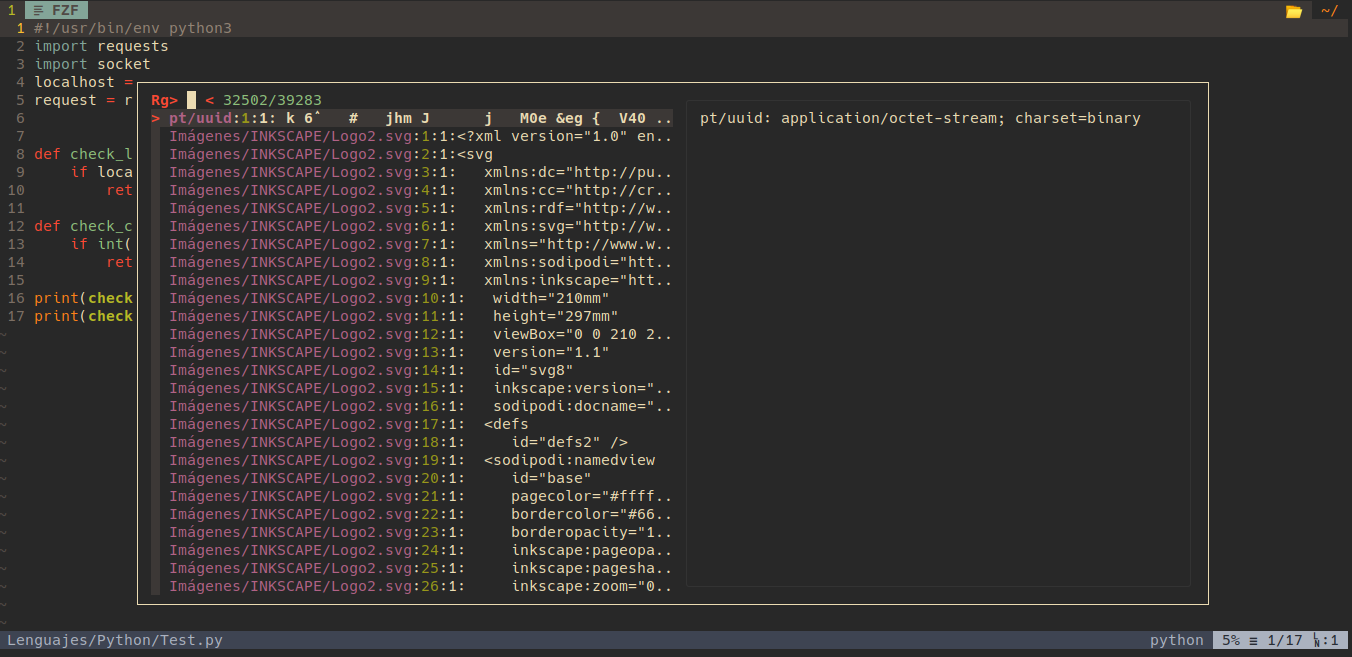 1 FZF ~/
1 #!/usr/bin/env python3
2 import requests
3 import socket
4 localhost =
5 request = r
6
7
8 def check_l
9 if loca
10 ret
11
12 def check_c
13 if int(
14 ret
15
16 print(check
17 print(check
Rg> < 32502/39283
> pt/uuid:1:1: k 6ˆ # jhm J j M0e &eg { V40 ..
Imágenes/INKSCAPE/Logo2.svg:1:1:<?xml version="1.0" en..
Imágenes/INKSCAPE/Logo2.svg:2:1:<svg
Imágenes/INKSCAPE/Logo2.svg:3:1: xmlns:dc="http://pu..
Imágenes/INKSCAPE/Logo2.svg:4:1: xmlns:cc="http://cr..
Imágenes/INKSCAPE/Logo2.svg:5:1: xmlns:rdf="http://w..
Imágenes/INKSCAPE/Logo2.svg:6:1: xmlns:svg="http://w..
Imágenes/INKSCAPE/Logo2.svg:7:1: xmlns="http://www.w..
Imágenes/INKSCAPE/Logo2.svg:8:1: xmlns:sodipodi="htt..
Imágenes/INKSCAPE/Logo2.svg:9:1: xmlns:inkscape="htt..
Imágenes/INKSCAPE/Logo2.svg:10:1: width="210mm"
Imágenes/INKSCAPE/Logo2.svg:11:1: height="297mm"
Imágenes/INKSCAPE/Logo2.svg:12:1: viewBox="0 0 210 2..
Imágenes/INKSCAPE/Logo2.svg:13:1: version="1.1"
Imágenes/INKSCAPE/Logo2.svg:14:1: id="svg8"
Imágenes/INKSCAPE/Logo2.svg:15:1: inkscape:version="..
Imágenes/INKSCAPE/Logo2.svg:16:1: sodipodi:docname="..
Imágenes/INKSCAPE/Logo2.svg:17:1: <defs
Imágenes/INKSCAPE/Logo2.svg:18:1: id="defs2" />
Imágenes/INKSCAPE/Logo2.svg:19:1: <sodipodi:namedview
Imágenes/INKSCAPE/Logo2.svg:20:1: id="base"
Imágenes/INKSCAPE/Logo2.svg:21:1: pagecolor="#ffff..
Imágenes/INKSCAPE/Logo2.svg:22:1: bordercolor="#66..
Imágenes/INKSCAPE/Logo2.svg:23:1: borderopacity="1..
Imágenes/INKSCAPE/Logo2.svg:24:1: inkscape:pageopa..
Imágenes/INKSCAPE/Logo2.svg:25:1: inkscape:pagesha..
Imágenes/INKSCAPE/Logo2.svg:26:1: inkscape:zoom="0..
pt/uuid: application/octet-stream; charset=binary
Lenguajes/Python/Test.py python 5% ≡ 1/17 ㏑:1